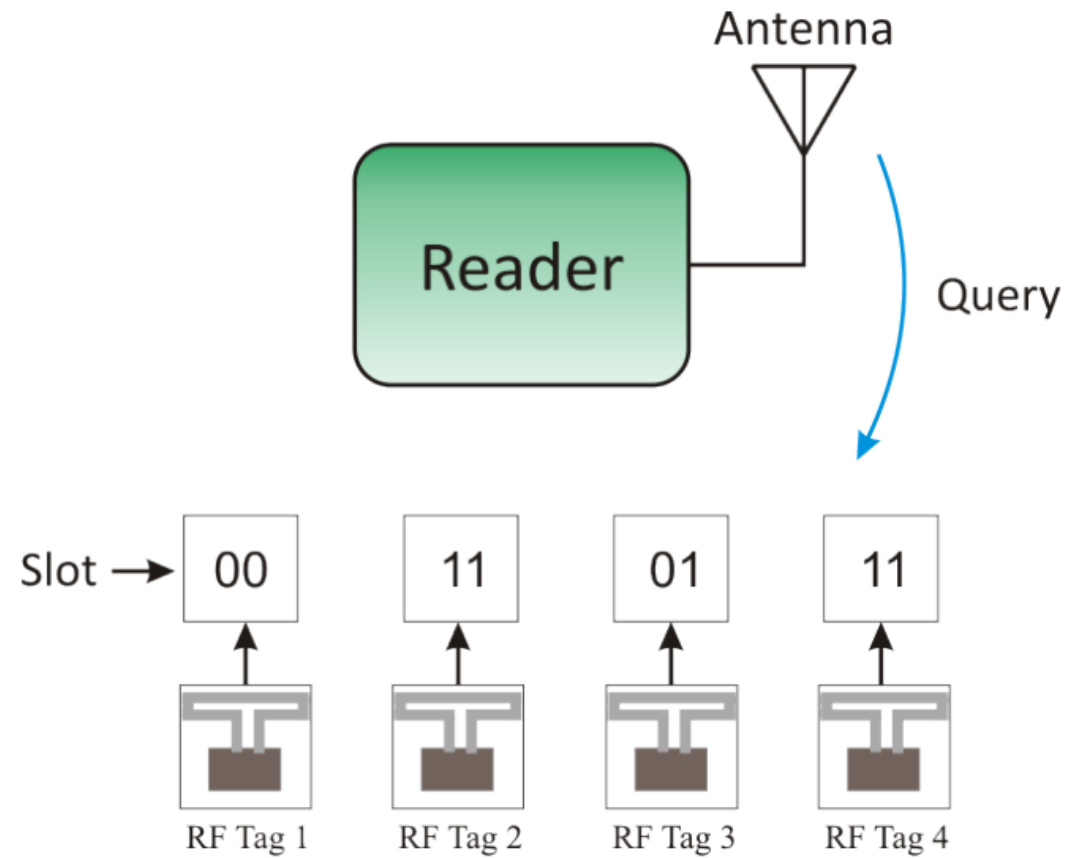 Antenna
Reader
Query
Slot
00
11
01
11
RF Tag 1
RF Tag 2
RF Tag 3
RF Tag 4